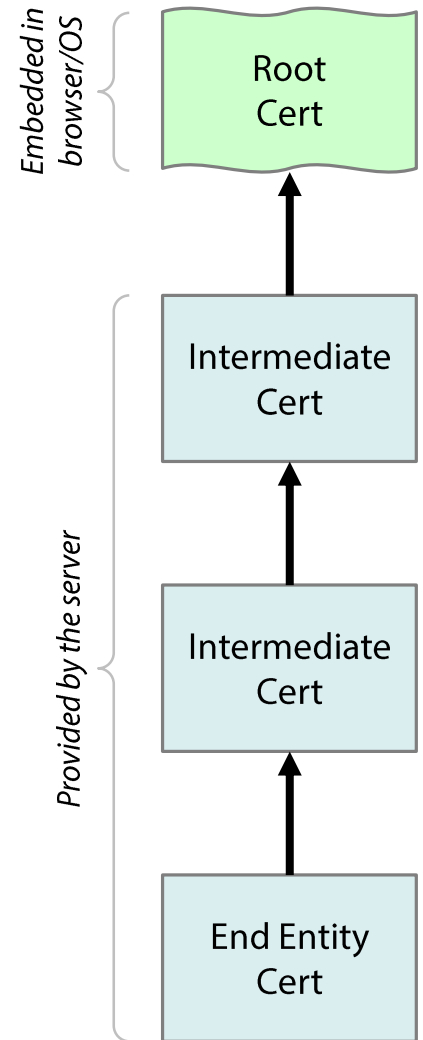 Embedded in
browser/OS
Root
Cert
Provided by the server
Intermediate
Cert
Intermediate
Cert
End Entity
Cert